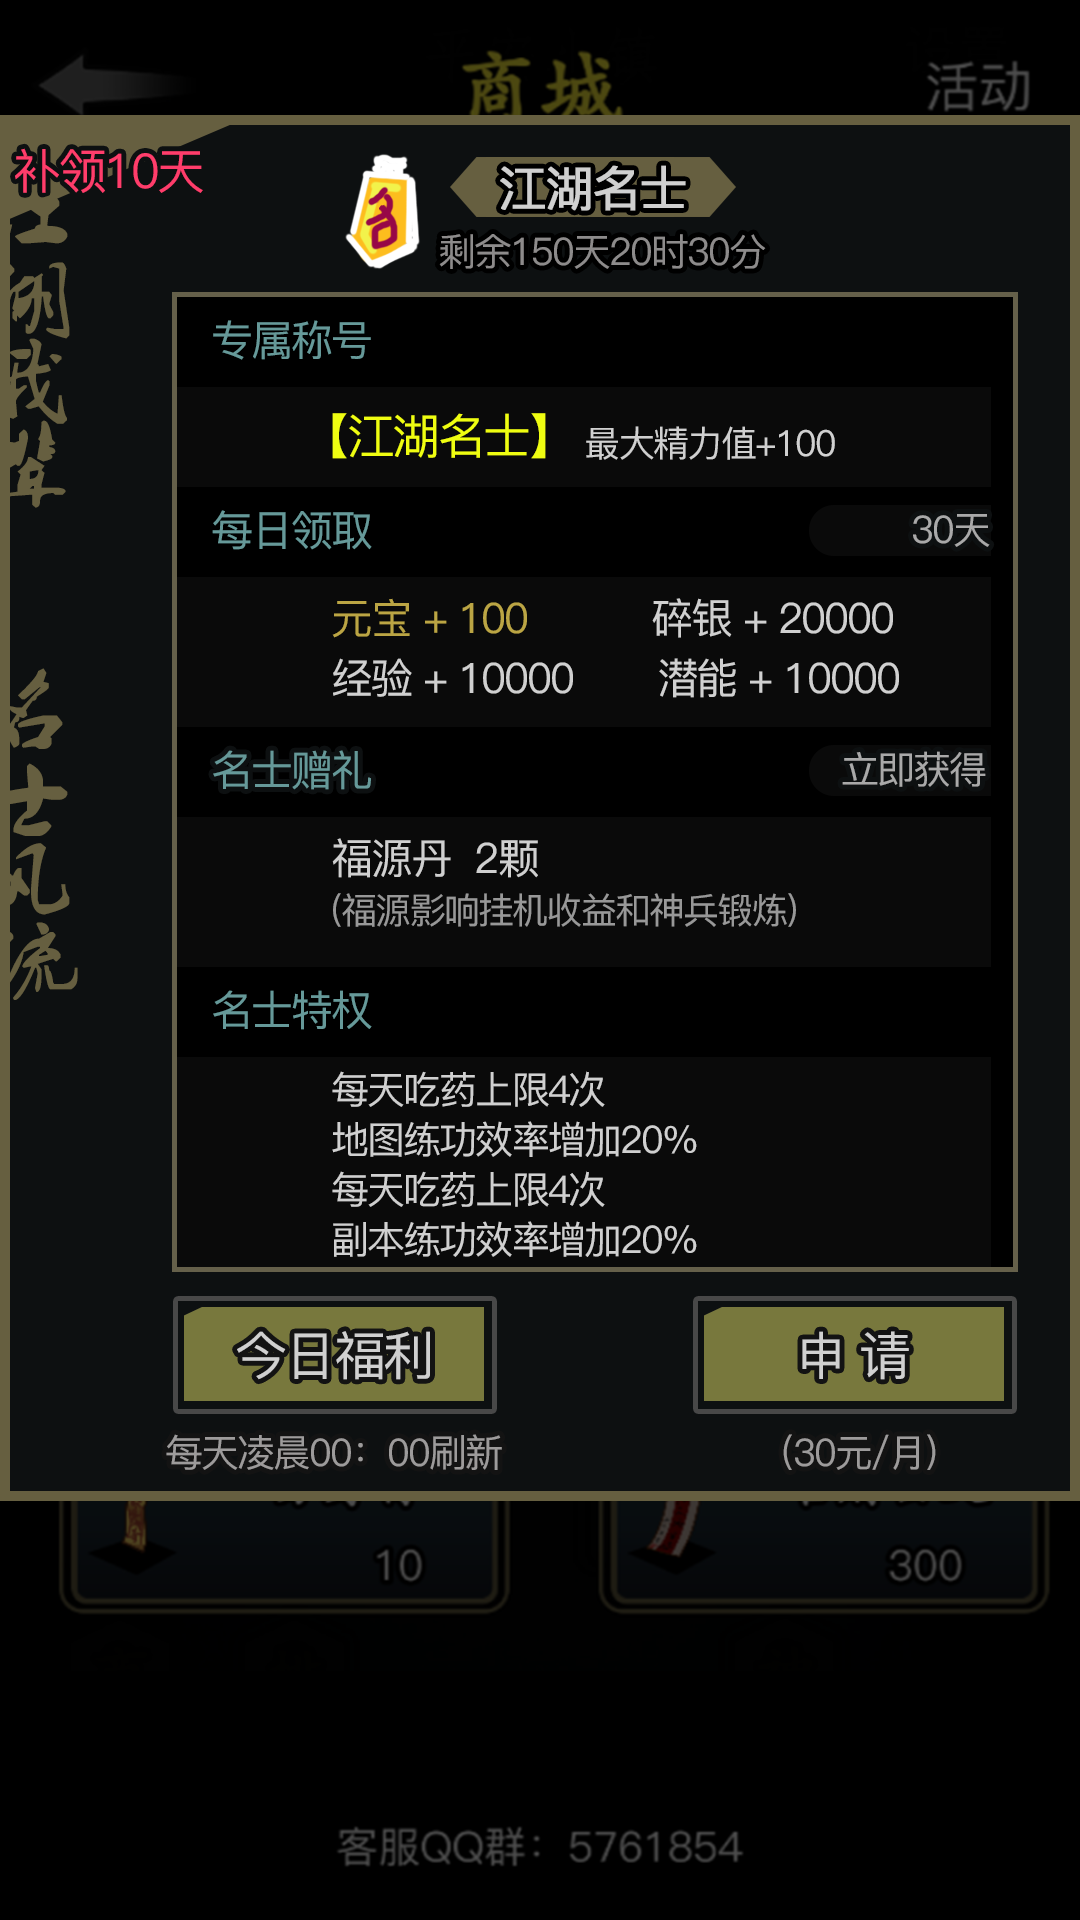 商城
活动
补领10天
江湖名士
剩余150天20时30分
江湖我辈
名士风流
专属称号
【江湖名士】 最大精力值+100
每日领取
30天
元宝 + 100 碎银 + 20000
经验 + 10000 潜能 + 10000
名士赠礼
立即获得
福源丹 2颗
(福源影响挂机收益和神兵锻炼)
名士特权
每天吃药上限4次
地图练功效率增加20%
每天吃药上限4次
副本练功效率增加20%
今日福利
申 请
每天凌晨00：00刷新
(30元/月)
10
300
客服QQ群：5761854